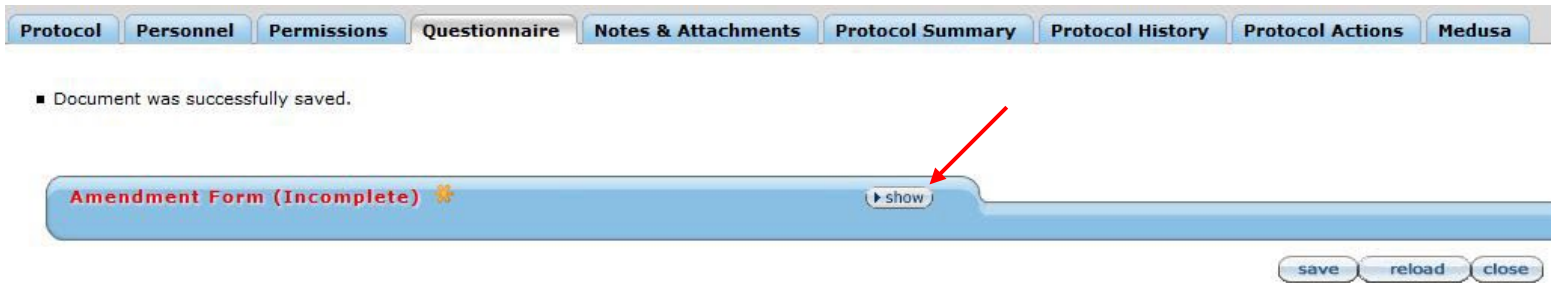 Protocol Personnel Permissions Questionnaire Notes & Attachments Protocol Summary Protocol History Protocol Actions Medusa
Document was successfully saved.
Amendment Form (Incomplete) show
save reload close